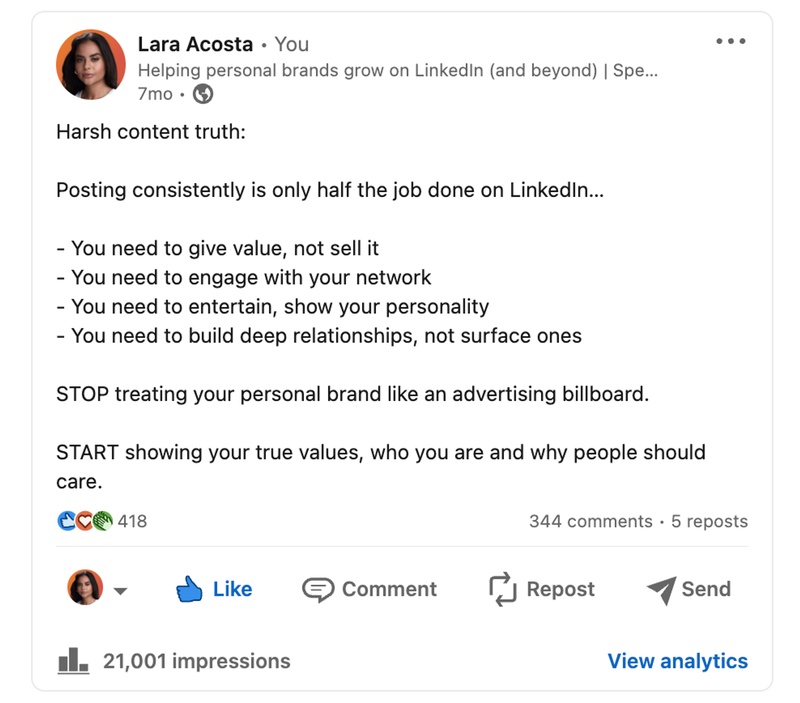 Lara Acosta • You
Helping personal brands grow on LinkedIn (and beyond) | Spe...
7mo •
Harsh content truth:
Posting consistently is only half the job done on LinkedIn...
- You need to give value, not sell it
- You need to engage with your network
- You need to entertain, show your personality
- You need to build deep relationships, not surface ones
STOP treating your personal brand like an advertising billboard.
START showing your true values, who you are and why people should
care.
418 344 comments • 5 reposts
Like Comment Repost Send
21,001 impressions View analytics